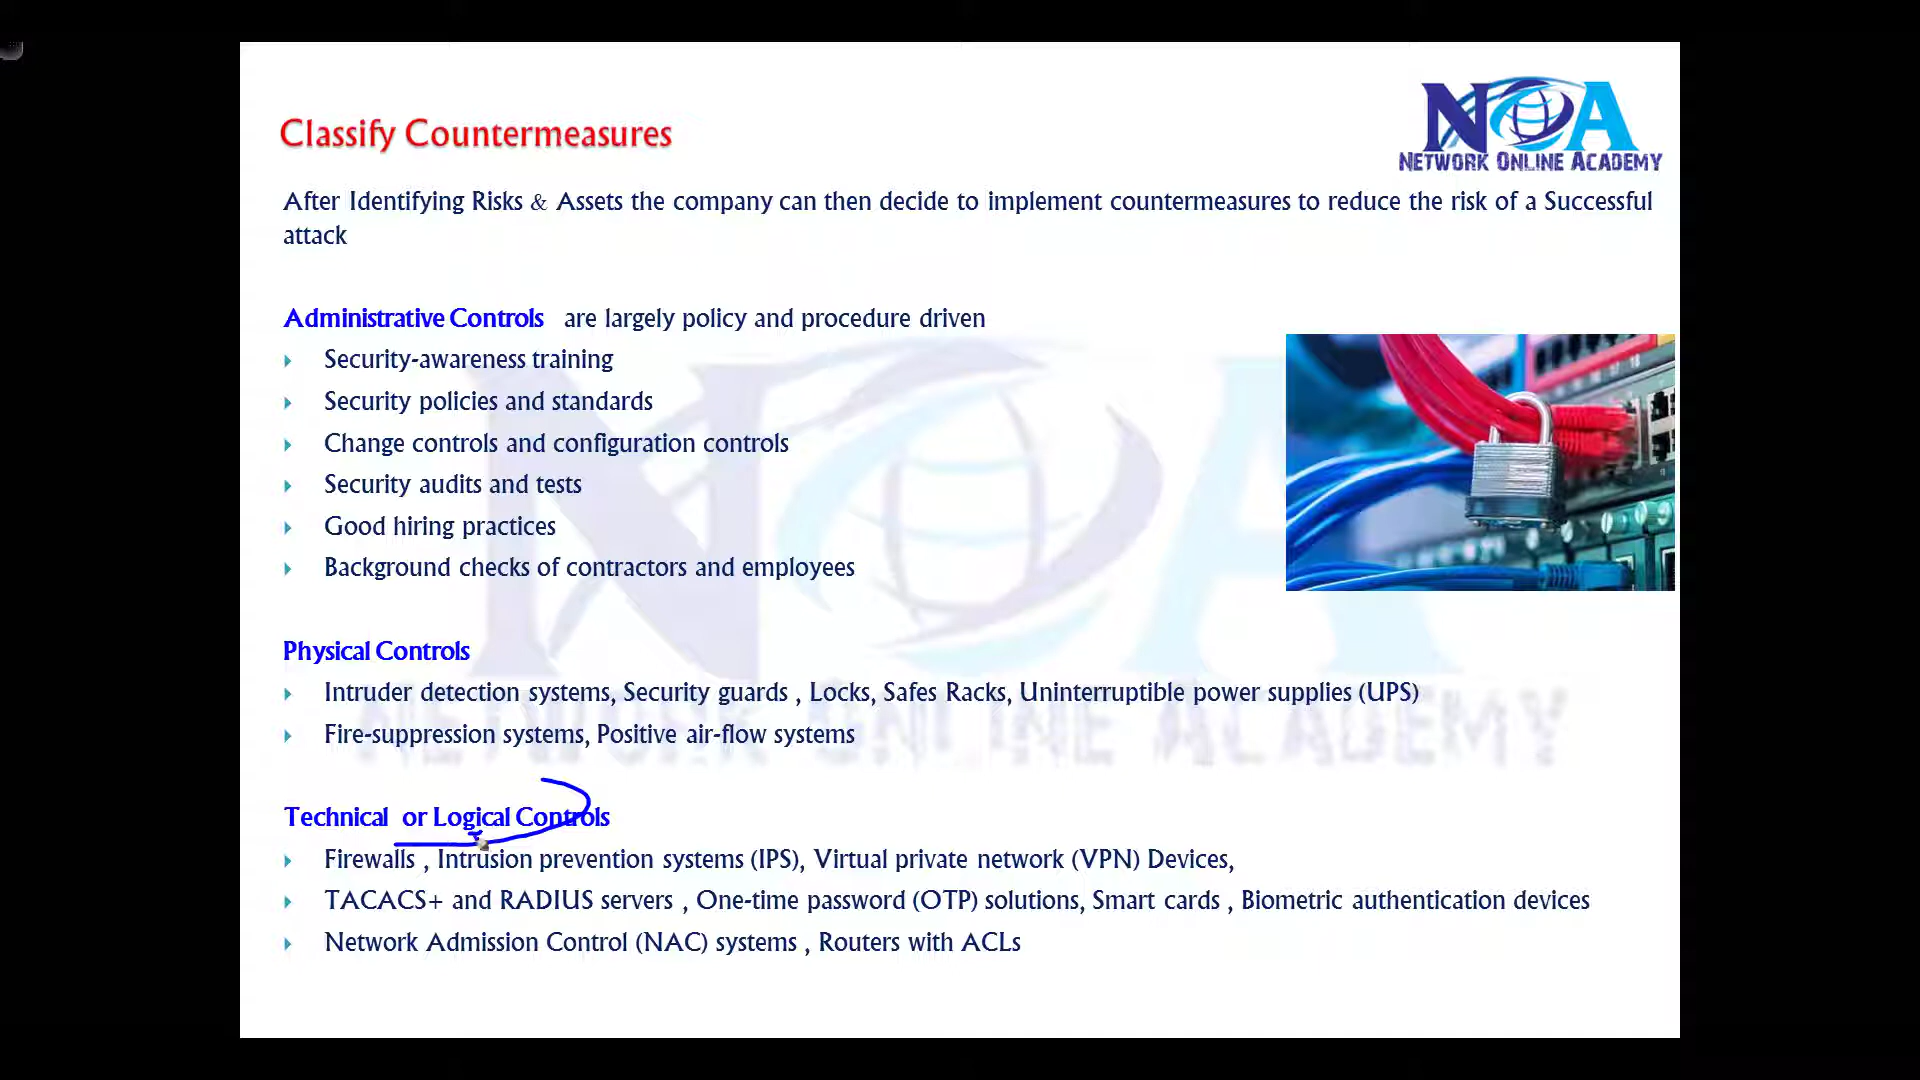 NOA
NETWORK ONLINE ACADEMY
Classify Countermeasures
After Identifying Risks & Assets the company can then decide to implement countermeasures to reduce the risk of a Successful
attack
Administrative Controls are largely policy and procedure driven
Security-awareness training
Security policies and standards
Change controls and configuration controls
Security audits and tests
Good hiring practices
Background checks of contractors and employees
Physical Controls
Intruder detection systems, Security guards , Locks, Safes Racks, Uninterruptible power supplies (UPS)
Fire-suppression systems, Positive air-flow systems
Technical or Logical Controls
Firewalls , Intrusion prevention systems (IPS), Virtual private network (VPN) Devices,
TACACS+ and RADIUS servers , One-time password (OTP) solutions, Smart cards , Biometric authentication devices
Network Admission Control (NAC) systems , Routers with ACLs
NOA
NETWORK ONLINE ACADEMY